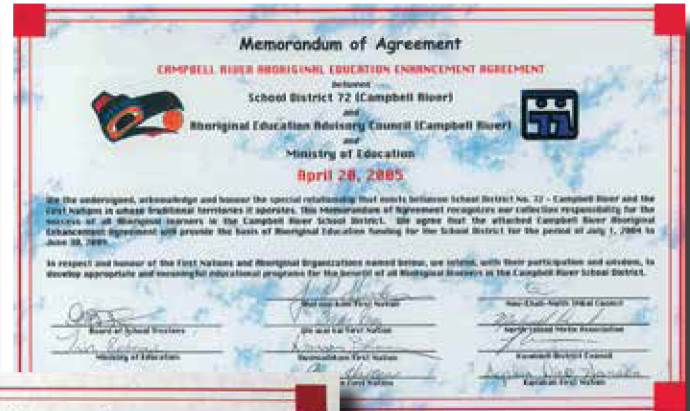 Memorandum of Agreement
CAMPBELL RIVER ABORIGINAL EDUCATION ENHANCEMENT AGREEMENT
between
School District 72 (Campbell River)
and
Aboriginal Education Advisory Council (Campbell River)
and
Ministry of Education
April 20, 2005
We the undersigned, acknowledge and honour the special relationship that exists between School District No. 72 - Campbell River and the
First Nations in whose traditional territories it operates. This Memorandum of Agreement recognizes our collective responsibility for the
success of all Aboriginal learners in the Campbell River School District. We agree that the attached Campbell River Aboriginal
Enhancement Agreement will provide the basis of Aboriginal Education funding for the School District for the period of July 1, 2004 to
June 30, 2009.
In respect and honour of the First Nations and Aboriginal Organizations named below, we intend, with their participation and wisdom, to
develop appropriate and meaningful educational programs for the benefit of all Aboriginal learners in the Campbell River School District.
First Nation Nuu-Chah-Nulth Tribal Council
Board of School Trustees First Nation North Island Metis Association
Ministry of Education First Nation Kwakiutl District Council
First Nation First Nation